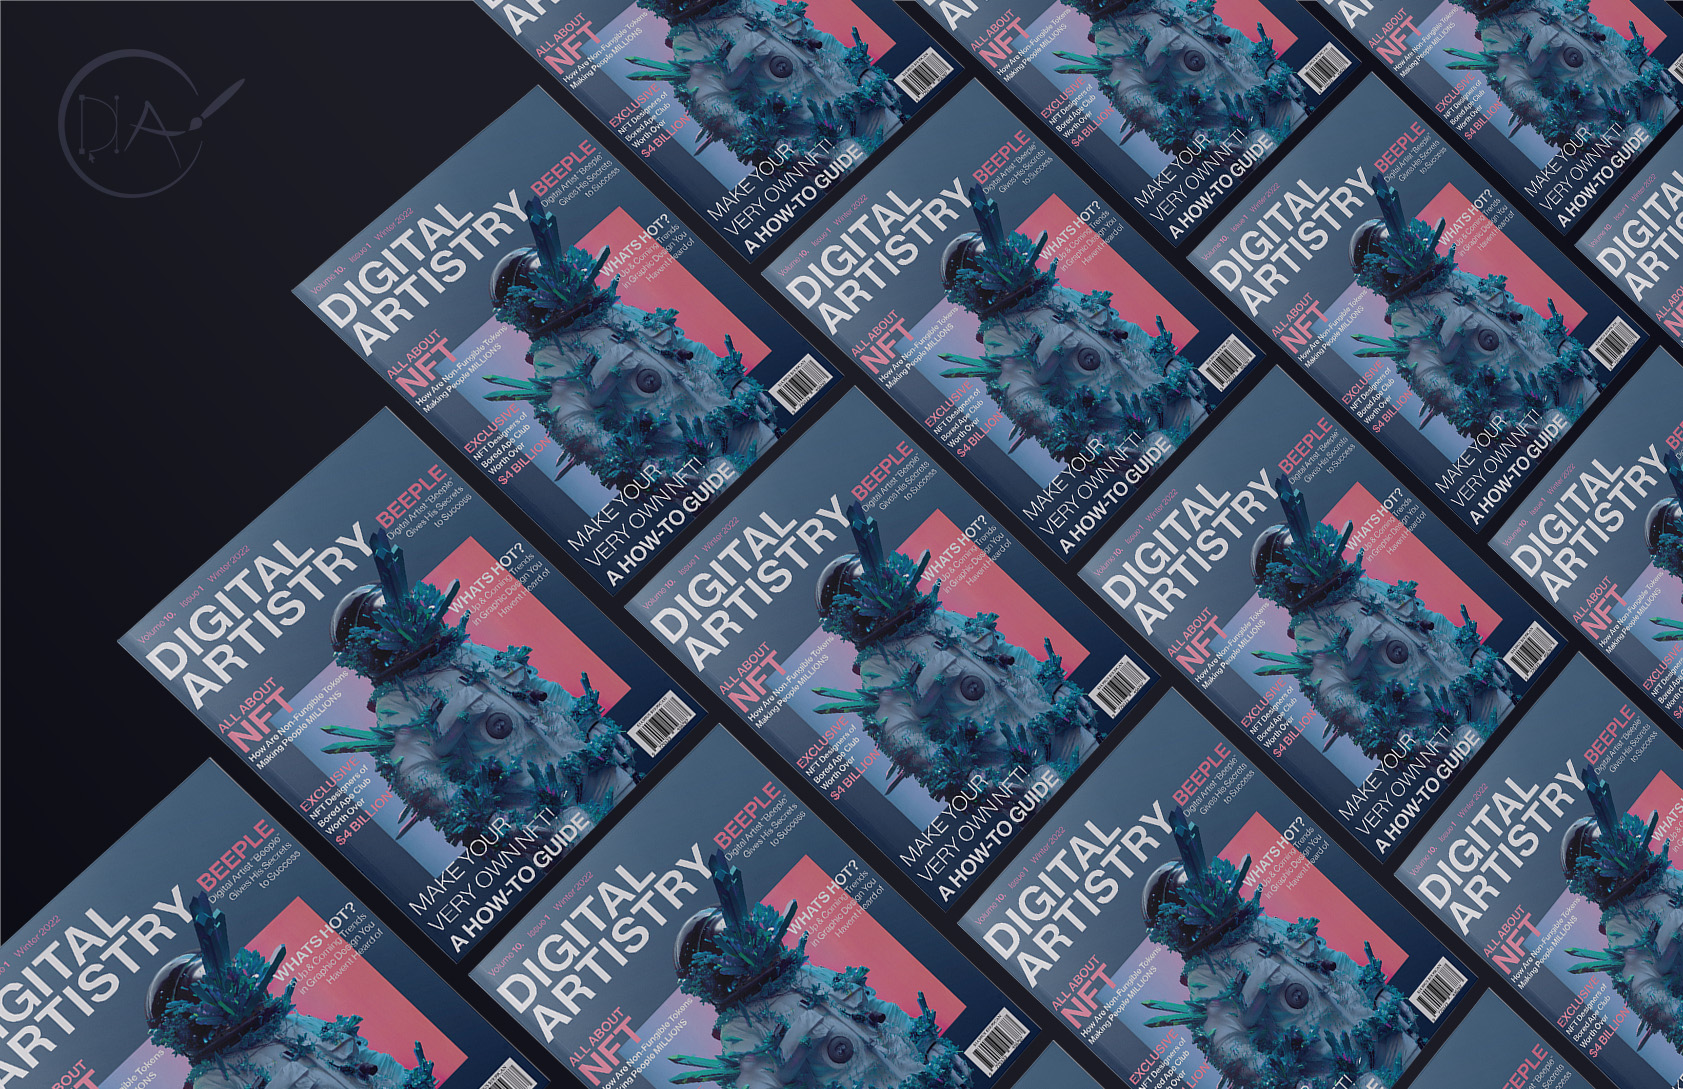 DIA
Volume 10. Issue 1 Winter 2022
DIGITAL
ARTISTRY
BEEPLE
Digital Artist "Beeple"
Gives His Secrets
to Success
WHATS HOT?
Up & Coming Trends
in Graphic Design You
Havent Heard of
ALL ABOUT
NFT
How Are Non-Fungible Tokens
Making People MILLIONS
EXCLUSIVE
NFT Designers of
Bored Ape Club
Worth Over
$4 BILLION
MAKE YOUR
VERY OWN NFT!
A HOW-TO GUIDE